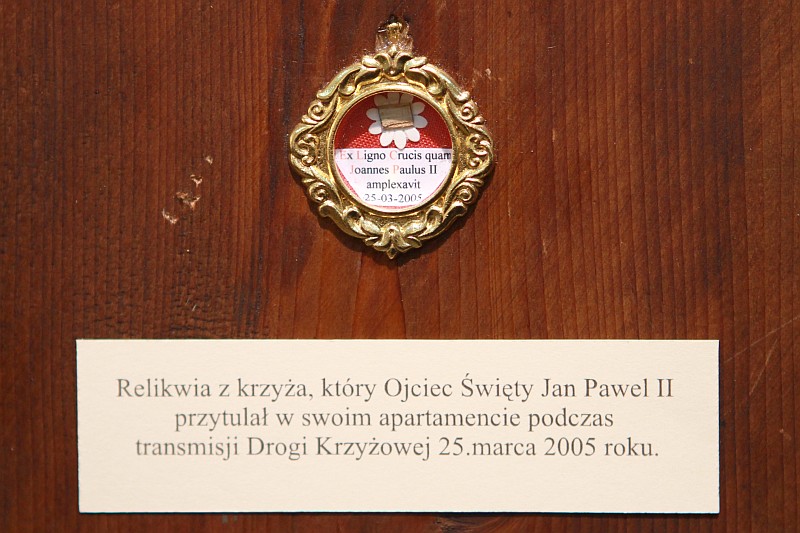 Ex Ligno Crucis quam
Joannes Paulus II
amplexavit
25-03-2005
Relikwia z krzyża, który Ojciec Święty Jan Pawel II
przytulał w swoim apartamencie podczas
transmisji Drogi Krzyżowej 25.marca 2005 roku.